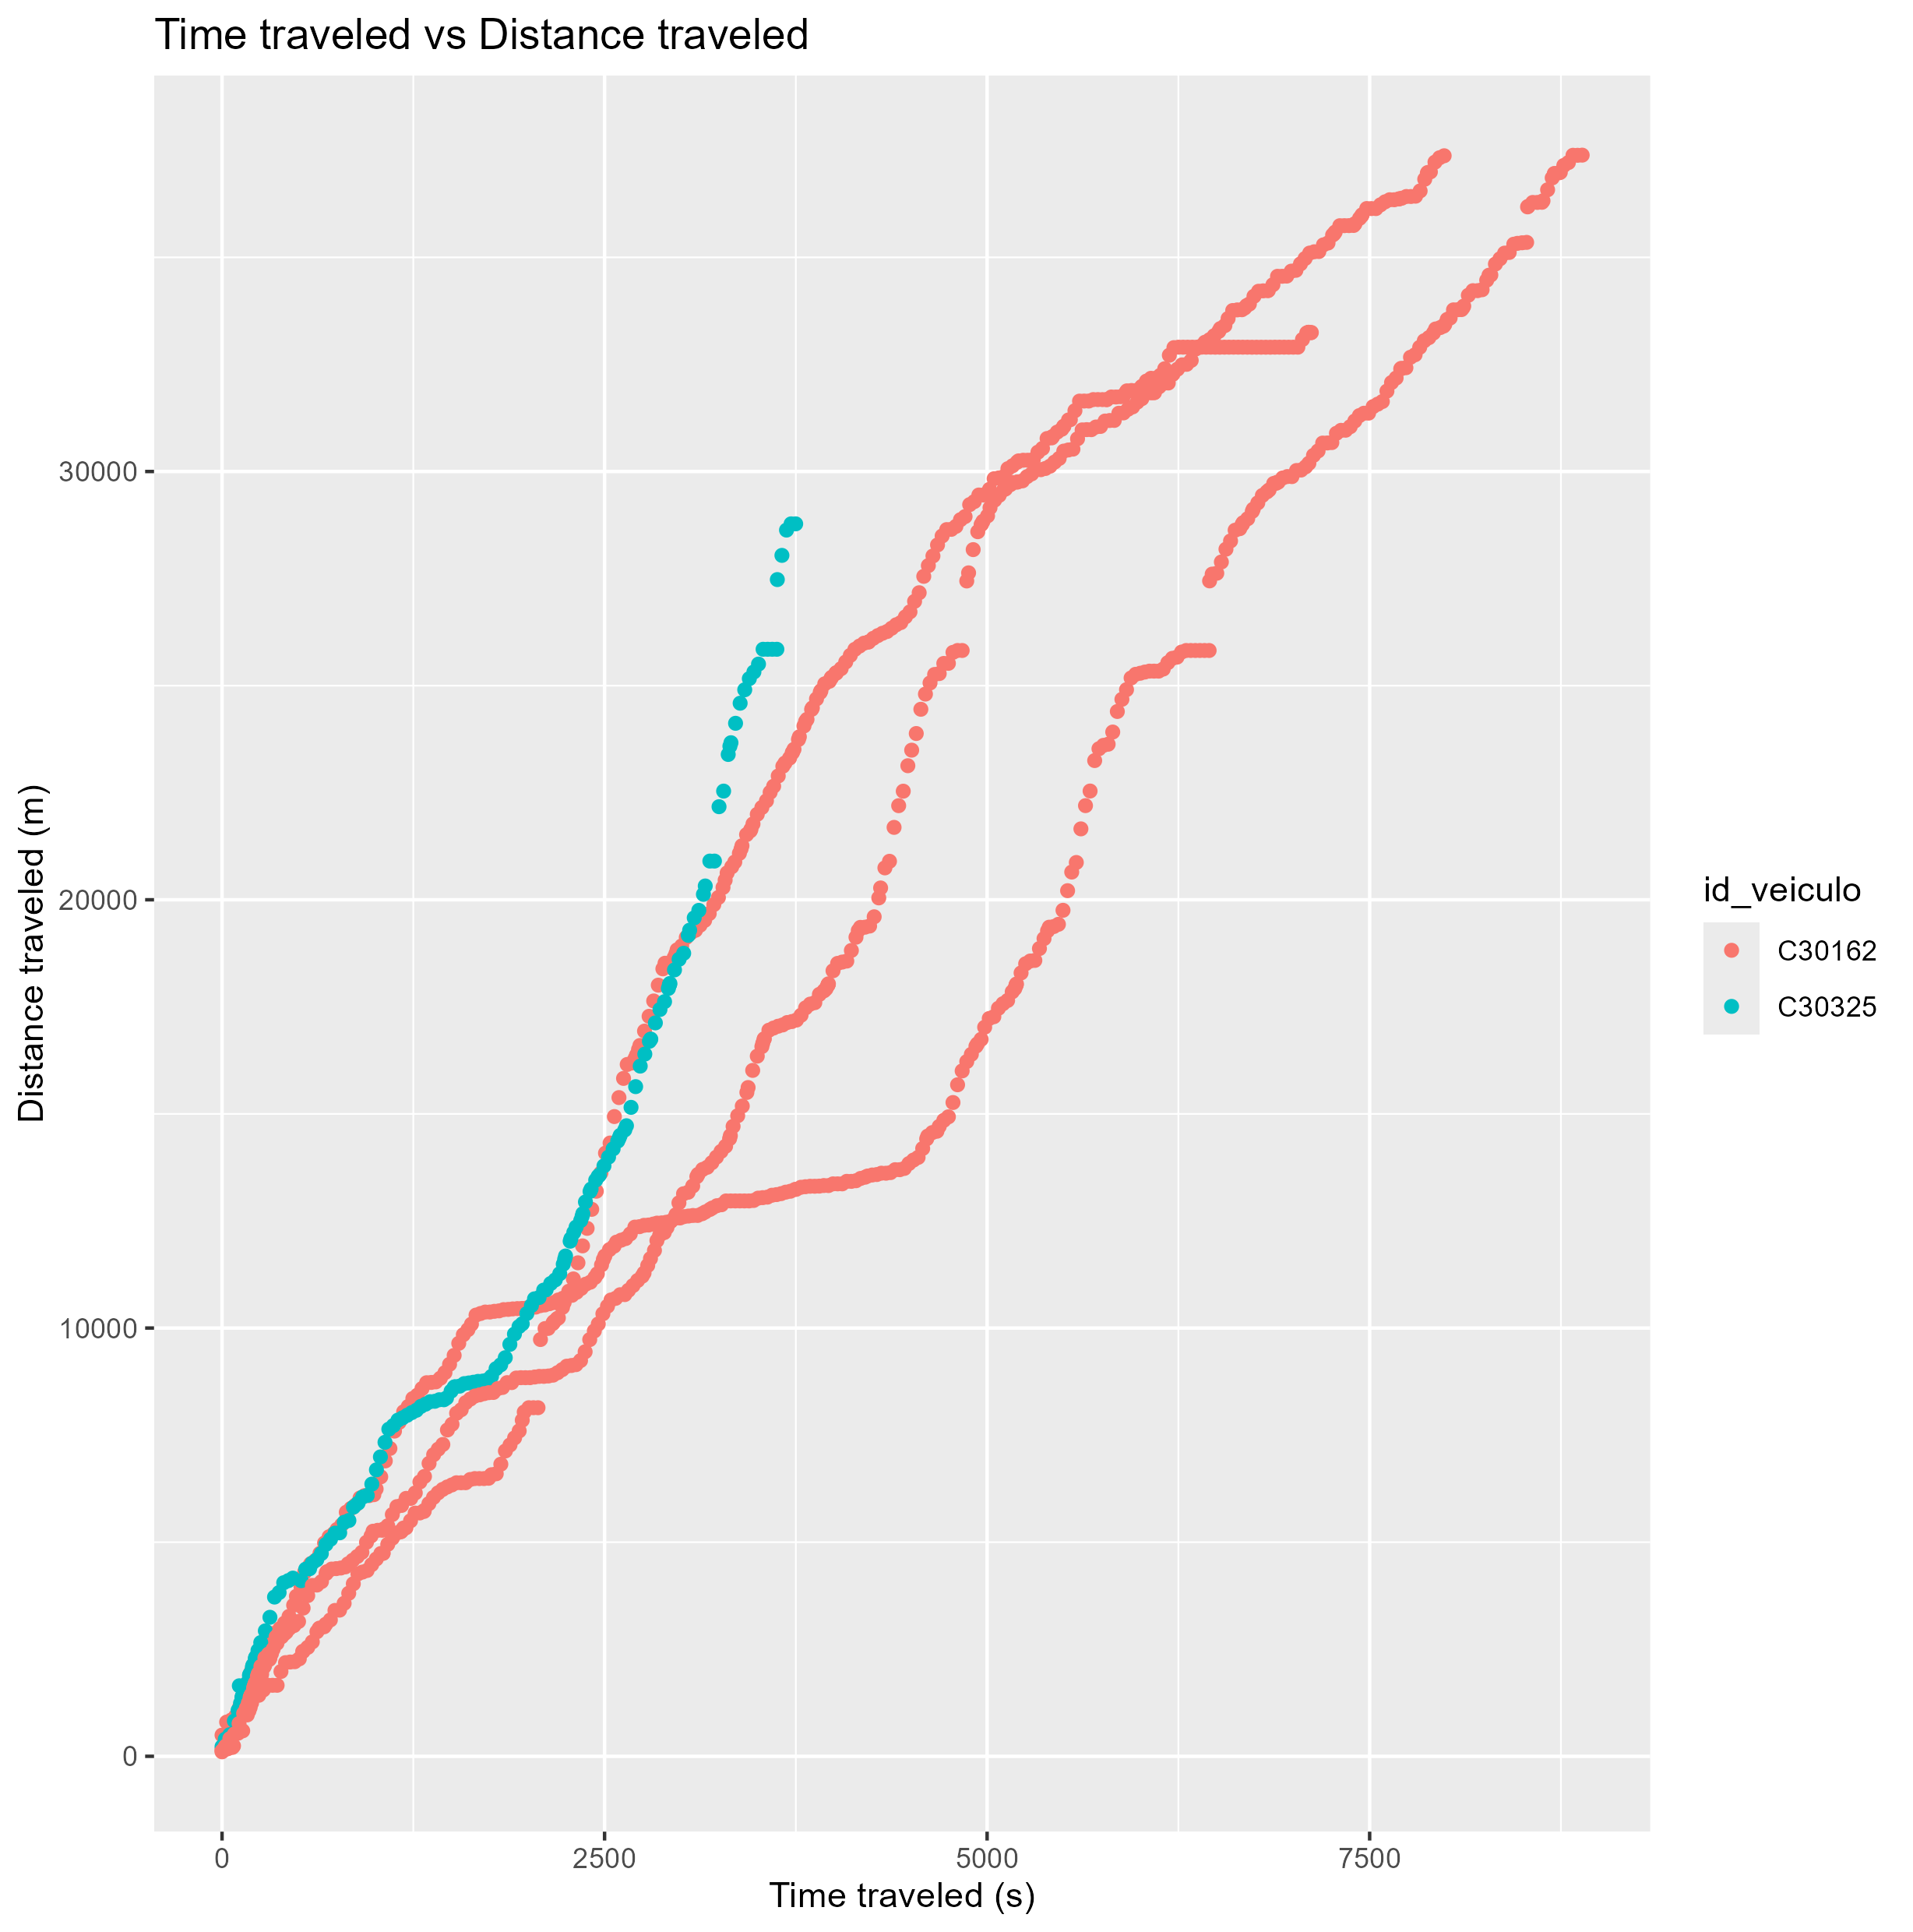 Time traveled vs Distance traveled
Distance traveled (m)
30000
20000
10000
0
0 2500 5000 7500
Time traveled (s)
id_veiculo
C30162
C30325